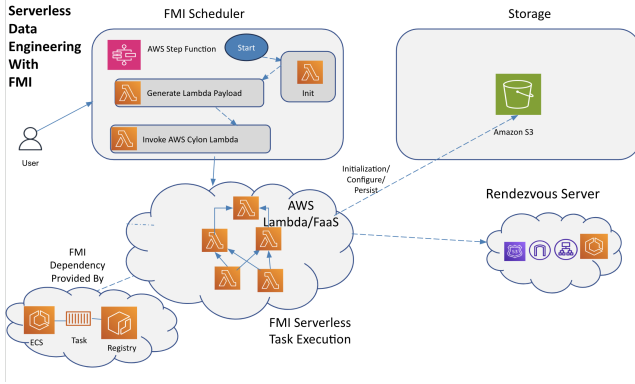 Serverless
Data
Engineering
With
FMI
FMI Scheduler
Storage
AWS Step Function
Start
Init
Generate Lambda Payload
Invoke AWS Cylon Lambda
User
Amazon S3
Initialization/
Configure/
Persist
AWS
Lambda/FaaS
Rendezvous Server
FMI
Dependency
Provided By
ECS
Task
Registry
FMI Serverless
Task Execution